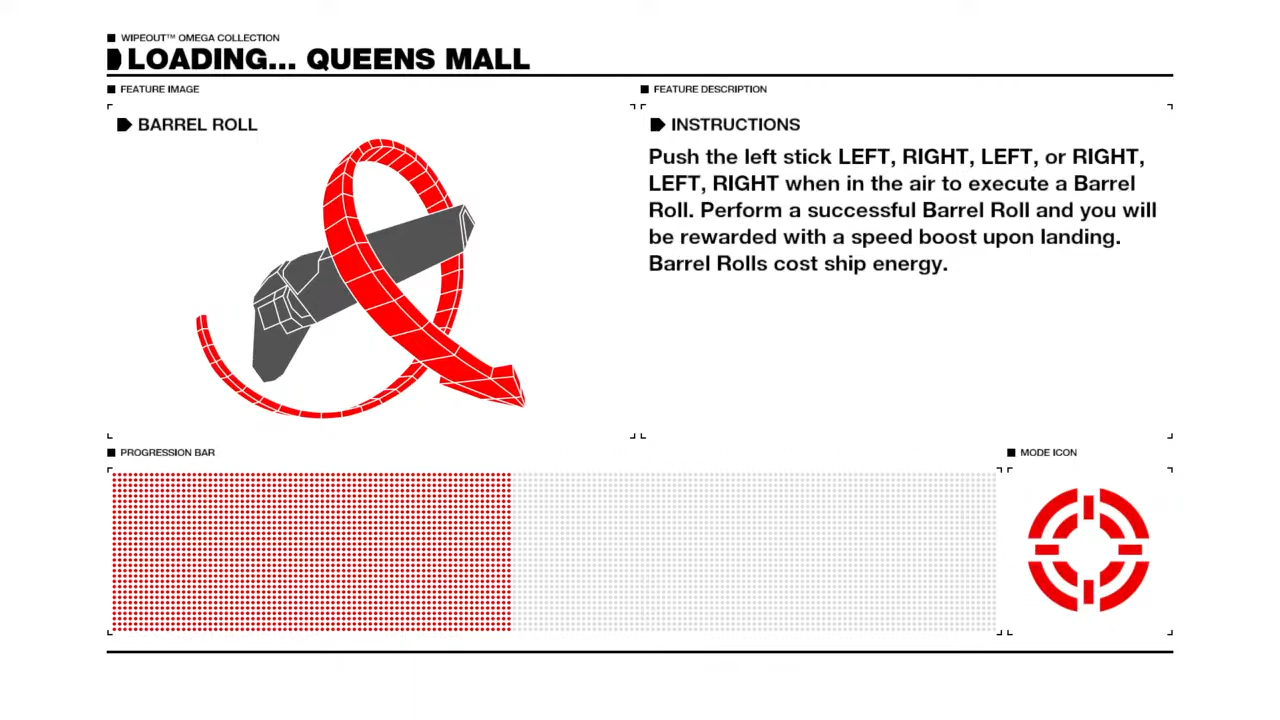 WIPEOUT™ OMEGA COLLECTION
LOADING... QUEENS MALL
FEATURE IMAGE
BARREL ROLL
FEATURE DESCRIPTION
INSTRUCTIONS
Push the left stick LEFT, RIGHT, LEFT, or RIGHT,
LEFT, RIGHT when in the air to execute a Barrel
Roll. Perform a successful Barrel Roll and you will
be rewarded with a speed boost upon landing.
Barrel Rolls cost ship energy.
PROGRESSION BAR
MODE ICON